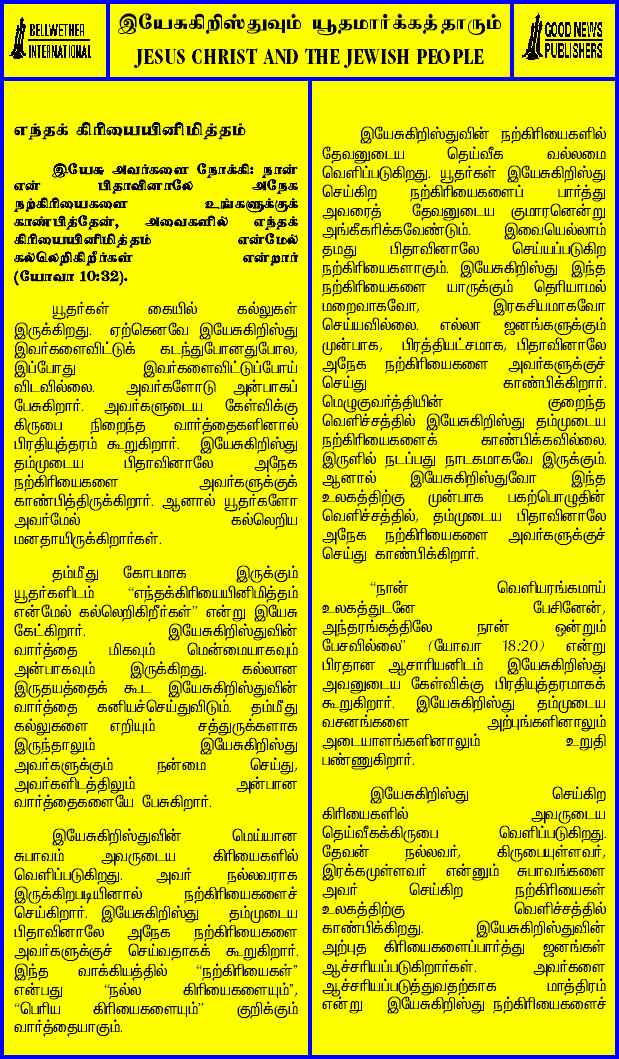 BELLWETHER
INTERNATIONAL
இயேசுகிறிஸ்துவும் யூதமார்க்கத்தாரும்
JESUS CHRIST AND THE JEWISH PEOPLE
GOOD NEWS
PUBLISHERS
எந்தக் கிரியையினிமித்தம்
இயேசு அவர்களை நோக்கி: நான்
என் பிதாவினாலே அநேக
நற்கிரியைகளை உங்களுக்குக்
காண்பித்தேன், அவைகளில் எந்தக்
கிரியையினிமித்தம் என்மேல்
கல்லெறிகிறீர்கள் என்றார்
(யோவா 10:32).
யூதர்கள் கையில் கல்லுகள்
இருக்கிறது. ஏற்கெனவே இயேசுகிறிஸ்து
இவர்களைவிட்டுக் கடந்துபோனதுபோல,
இப்போது இவர்களைவிட்டுப்போய்
விடவில்லை. அவர்களோடு அன்பாகப்
பேசுகிறார். அவர்களுடைய கேள்விக்கு
கிருபை நிறைந்த வார்த்தைகளினால்
பிரதியுத்தரம் கூறுகிறார். இயேசுகிறிஸ்து
தம்முடைய பிதாவினாலே அநேக
நற்கிரியைகளை அவர்களுக்குக்
காண்பித்திருக்கிறார். ஆனால் யூதர்களோ
அவர்மேல் கல்லெறிய
மனதாயிருக்கிறார்கள்.
தம்மீது கோபமாக இருக்கும்
யூதர்களிடம் “எந்தக்கிரியையினிமித்தம்
என்மேல் கல்லெறிகிறீர்கள்” என்று இயேசு
கேட்கிறார். இயேசுகிறிஸ்துவின்
வார்த்தை மிகவும் மென்மையாகவும்
அன்பாகவும் இருக்கிறது. கல்லான
இருதயத்தைக் கூட இயேசுகிறிஸ்துவின்
வார்த்தை கனியச்செய்துவிடும். தம்மீது
கல்லுகளை எறியும் சத்துருக்களாக
இருந்தாலும் இயேசுகிறிஸ்து
அவர்களுக்கும் நன்மை செய்து,
அவர்களிடத்திலும் அன்பான
வார்த்தைகளையே பேசுகிறார்.
இயேசுகிறிஸ்துவின் மெய்யான
சுபாவம் அவருடைய கிரியைகளில்
வெளிப்படுகிறது. அவர் நல்லவராக
இருக்கிறபடியினால் நற்கிரியைகளைச்
செய்கிறார். இயேசுகிறிஸ்து தம்முடைய
பிதாவினாலே அநேக நற்கிரியைகளை
அவர்களுக்குச் செய்வதாகக் கூறுகிறார்.
இந்த வாக்கியத்தில் “நற்கிரியைகள்”
என்பது “நல்ல கிரியைகளையும்”,
“பெரிய கிரியைகளையும்” குறிக்கும்
வார்த்தையாகும்.
இயேசுகிறிஸ்துவின் நற்கிரியைகளில்
தேவனுடைய தெய்வீக வல்லமை
வெளிப்படுகிறது. யூதர்கள் இயேசுகிறிஸ்து
செய்கிற நற்கிரியைகளைப் பார்த்து
அவரைத் தேவனுடைய குமாரனென்று
அங்கீகரிக்கவேண்டும். இவையெல்லாம்
தமது பிதாவினாலே செய்யப்படுகிற
நற்கிரியைகளாகும். இயேசுகிறிஸ்து இந்த
நற்கிரியைகளை யாருக்கும் தெரியாமல்
மறைவாகவோ, இரகசியமாகவோ
செய்யவில்லை. எல்லா ஜனங்களுக்கும்
முன்பாக, பிரத்தியட்சமாக, பிதாவினாலே
அநேக நற்கிரியைகளை அவர்களுக்குச்
செய்து காண்பிக்கிறார்.
மெழுகுவர்த்தியின் குறைந்த
வெளிச்சத்தில் இயேசுகிறிஸ்து தம்முடைய
நற்கிரியைகளைக் காண்பிக்கவில்லை.
இருளில் நடப்பது நாடகமாகவே இருக்கும்.
ஆனால் இயேசுகிறிஸ்துவோ இந்த
உலகத்திற்கு முன்பாக பகற்பொழுதின்
வெளிச்சத்தில், தம்முடைய பிதாவினாலே
அநேக நற்கிரியைகளை அவர்களுக்குச்
செய்து காண்பிக்கிறார்.
“நான் வெளியரங்கமாய்
உலகத்துடனே பேசினேன்,
அந்தரங்கத்திலே நான் ஒன்றும்
பேசவில்லை” (யோவா 18:20) என்று
பிரதான ஆசாரியனிடம் இயேசுகிறிஸ்து
அவனுடைய கேள்விக்கு பிரதியுத்தரமாகக்
கூறுகிறார். இயேசுகிறிஸ்து தம்முடைய
வசனங்களை அற்புங்களினாலும்
அடையாளங்களினாலும் உறுதி
பண்ணுகிறார்.
இயேசுகிறிஸ்து செய்கிற
கிரியைகளில் அவருடைய
தெய்வீகக்கிருபை வெளிப்படுகிறது.
தேவன் நல்லவர், கிருபையுள்ளவர்,
இரக்கமுள்ளவர் என்னும் சுபாவங்களை
அவர் செய்கிற நற்கிரியைகள்
உலகத்திற்கு வெளிச்சத்தில்
காண்பிக்கிறது. இயேசுகிறிஸ்துவின்
அற்புத கிரியைகளைப்பார்த்து ஜனங்கள்
ஆச்சரியப்படுகிறார்கள். அவர்களை
ஆச்சரியப்படுத்துவதற்காக மாத்திரம்
என்று இயேசுகிறிஸ்து நற்கிரியைகளைச்